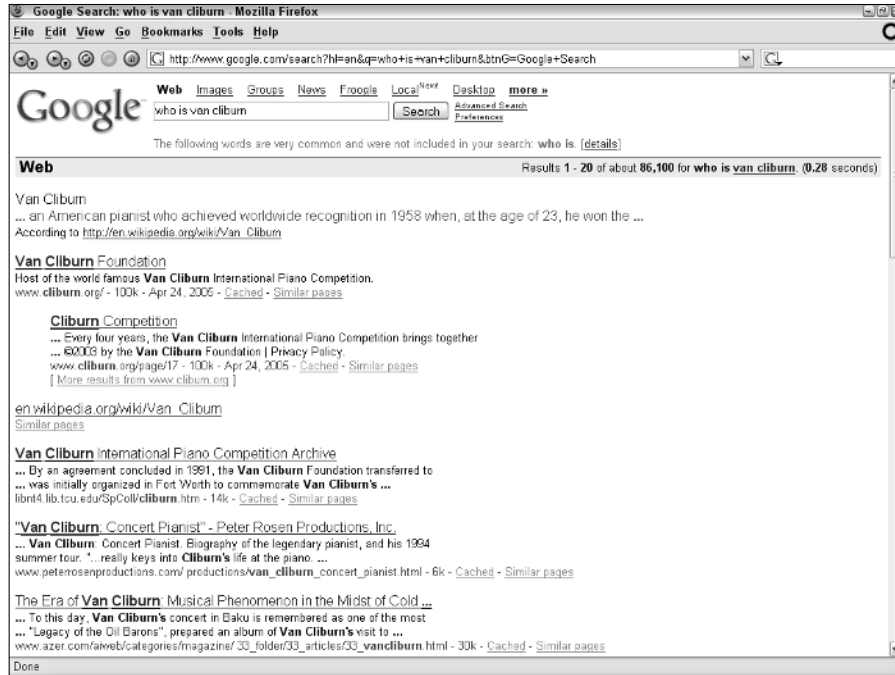 Google Search: who is van cliburn - Mozilla Firefox
File Edit View Go Bookmarks Tools Help
http://www.google.com/search?hl=en&q=who+is+van+cliburn&btnG=Google+Search
Google
Web Images Groups News Froogle Local New! Desktop more »
who is van cliburn Search Advanced Search
Preferences
The following words are very common and were not included in your search: who is. [details]
Web Results 1 - 20 of about 86,100 for who is van cliburn. (0.28 seconds)
Van Cliburn
... an American pianist who achieved worldwide recognition in 1958 when, at the age of 23, he won the ...
According to http://en.wikipedia.org/wiki/Van_Cliburn
Van Cliburn Foundation
Host of the world famous Van Cliburn International Piano Competition.
www.cliburn.org/ - 100k - Apr 24, 2005 - Cached - Similar pages
Cliburn Competition
... Every four years, the Van Cliburn International Piano Competition brings together
... ©2003 by the Van Cliburn Foundation | Privacy Policy.
www.cliburn.org/page/17 - 100k - Apr 24, 2005 - Cached - Similar pages
[ More results from www.cliburn.org ]
en.wikipedia.org/wiki/Van_Cliburn
Similar pages
Van Cliburn International Piano Competition Archive
... By an agreement concluded in 1991, the Van Cliburn Foundation transferred to
... was initially organized in Fort Worth to commemorate Van Cliburn's ...
libnt4.lib.tcu.edu/SpColl/cliburn.htm - 14k - Cached - Similar pages
"Van Cliburn: Concert Pianist" - Peter Rosen Productions, Inc.
... Van Cliburn: Concert Pianist. Biography of the legendary pianist, and his 1994
summer tour. "...really keys into Cliburn's life at the piano. ...
www.peterrosenproductions.com/ productions/van_cliburn_concert_pianist.html - 6k - Cached - Similar pages
The Era of Van Cliburn: Musical Phenomenon in the Midst of Cold ...
... To this day, Van Cliburn's concert in Baku is remembered as one of the most
... "Legacy of the Oil Barons", prepared an album of Van Cliburn's visit to ...
www.azer.com/aiweb/categories/magazine/ 33_folder/33_articles/33_vancliburn.html - 30k - Cached - Similar pages
Done